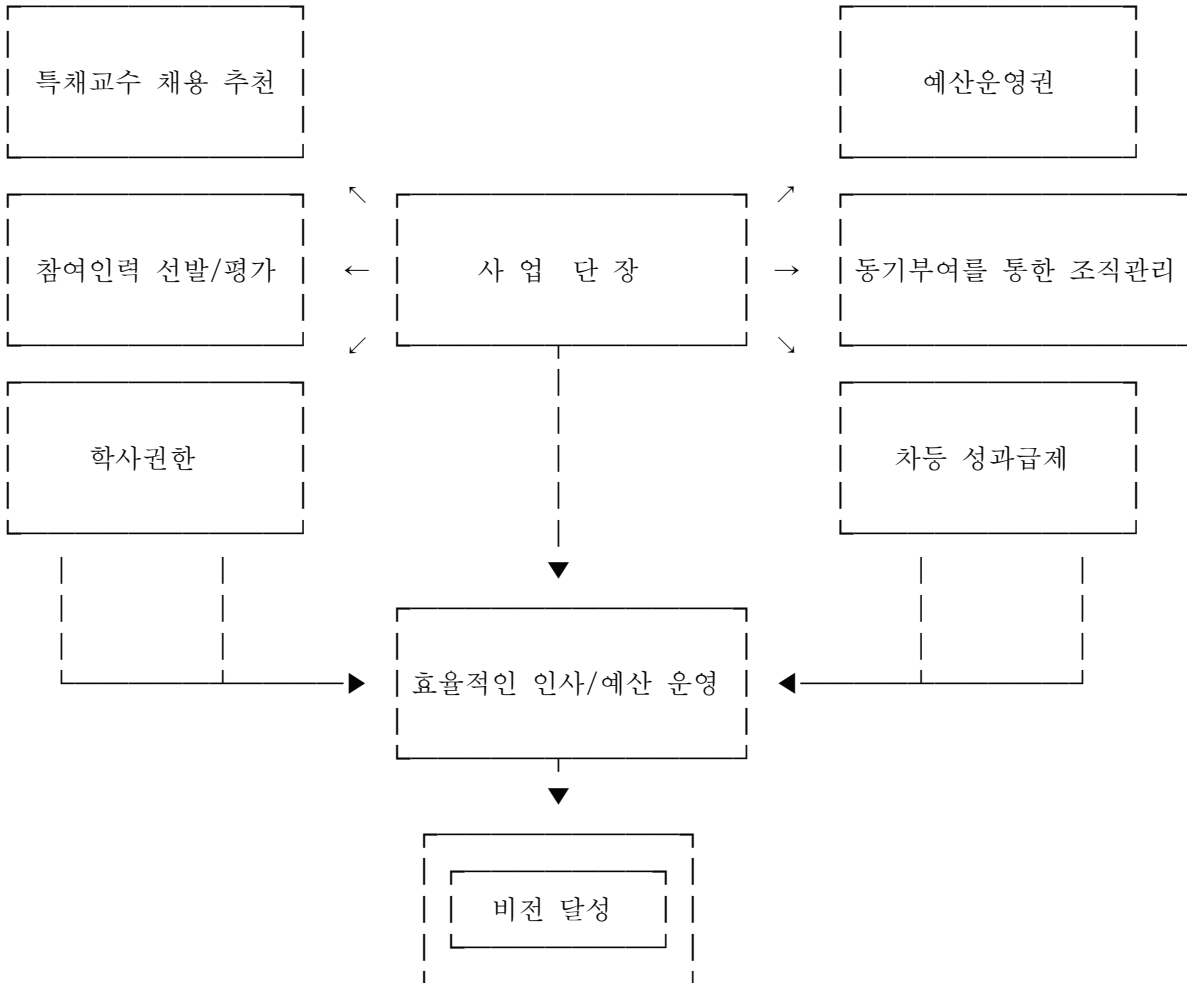 특채교수 채용 추천
예산운영권
참여인력 선발/평가
사 업 단 장
동기부여를 통한 조직관리
학사권한
차등 성과급제
효율적인 인사/예산 운영
비전 달성